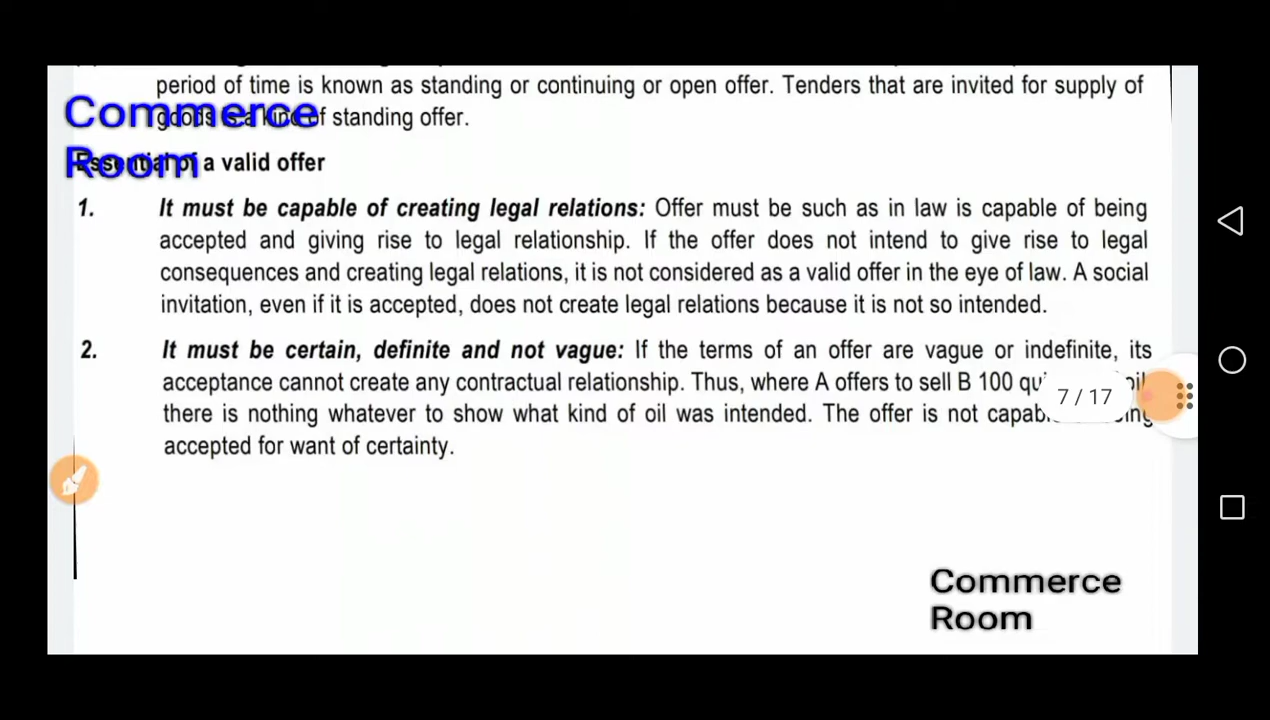 period of time is known as standing or continuing or open offer. Tenders that are invited for supply of
goods is a kind of standing offer.
Commerce
Room
Essential of a valid offer
1. It must be capable of creating legal relations: Offer must be such as in law is capable of being
accepted and giving rise to legal relationship. If the offer does not intend to give rise to legal
consequences and creating legal relations, it is not considered as a valid offer in the eye of law. A social
invitation, even if it is accepted, does not create legal relations because it is not so intended.
2. It must be certain, definite and not vague: If the terms of an offer are vague or indefinite, its
acceptance cannot create any contractual relationship. Thus, where A offers to sell B 100
7 / 17
there is nothing whatever to show what kind of oil was intended. The offer is not
accepted for want of certainty.
Commerce
Room